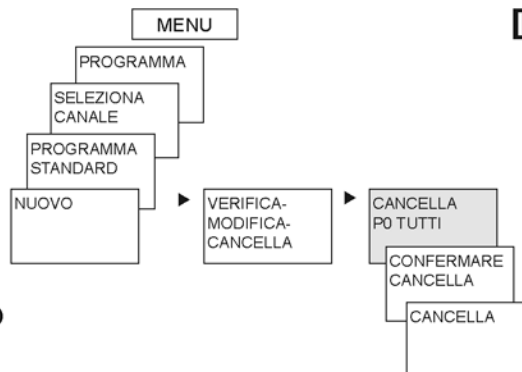 MENU
PROGRAMMA
SELEZIONA
CANALE
PROGRAMMA
STANDARD
NUOVO
VERIFICA-
MODIFICA-
CANCELLA
CANCELLA
P0 TUTTI
CONFERMARE
CANCELLA
CANCELLA